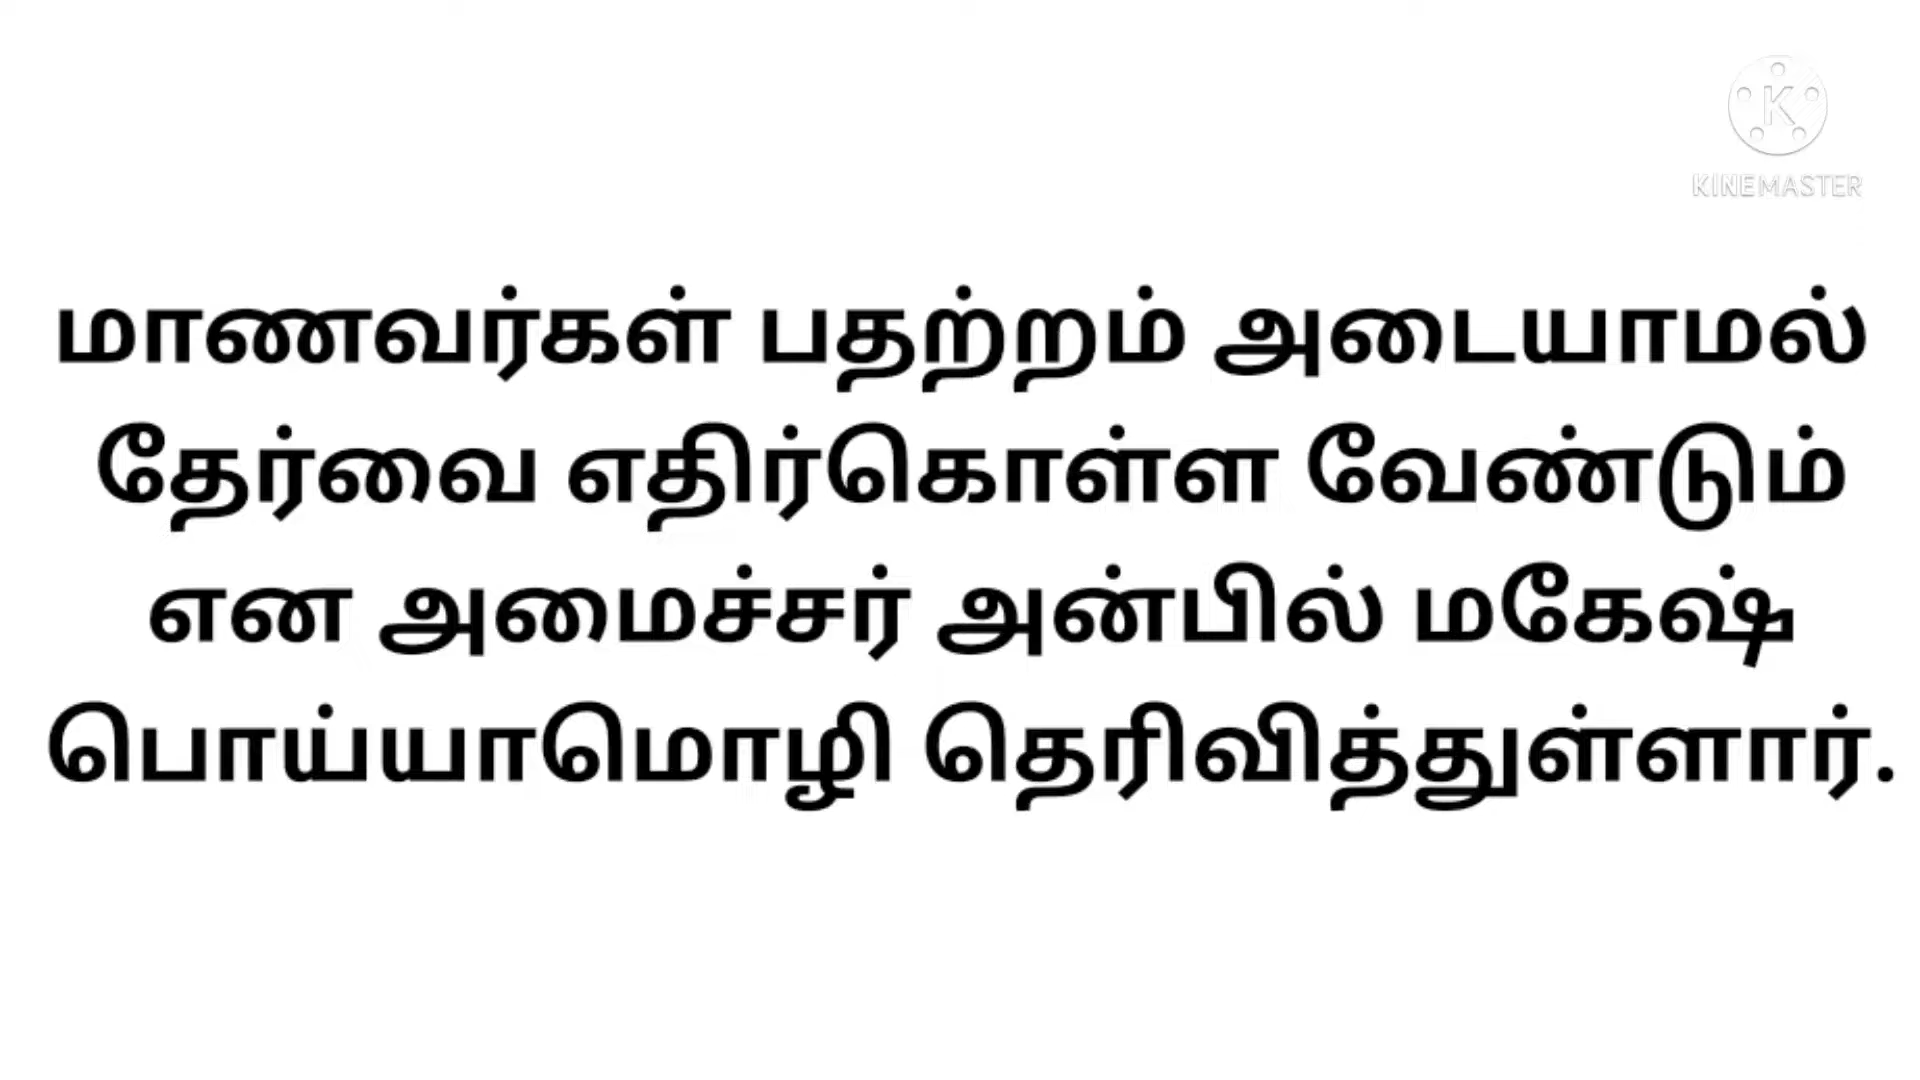 KINEMASTER
மாணவர்கள் பதற்றம் அடையாமல்
தேர்வை எதிர்கொள்ள வேண்டும்
என அமைச்சர் அன்பில் மகேஷ்
பொய்யாமொழி தெரிவித்துள்ளார்.